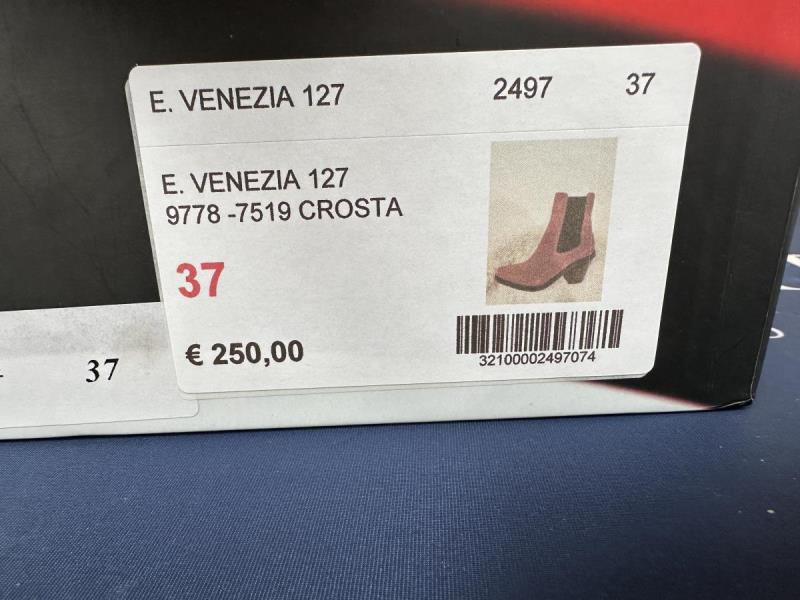 E. VENEZIA 127 2497 37
E. VENEZIA 127
9778 -7519 CROSTA
37
€ 250,00
32100002497074
37